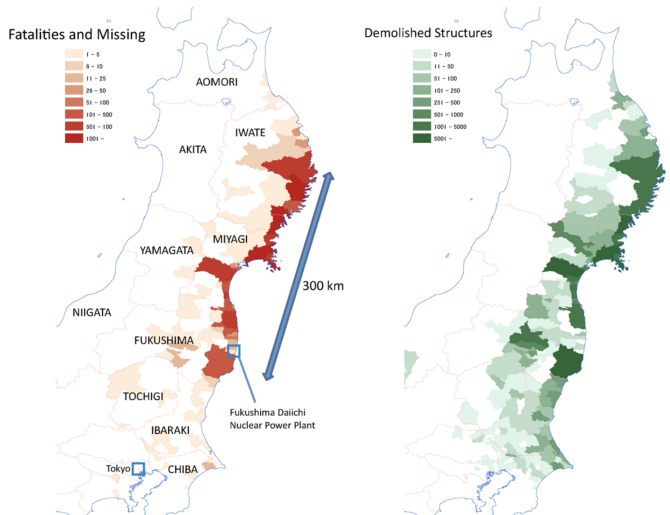 Fatalities and Missing
1 - 5
6 - 10
11 - 25
26 - 50
51 - 100
101 - 500
501 - 100
1001 -
AOMORI
AKITA
IWATE
YAMAGATA
MIYAGI
300 km
NIIGATA
FUKUSHIMA
TOCHIGI
Fukushima Daiichi
Nuclear Power Plant
IBARAKI
Tokyo
CHIBA
Demolished Structures
0 - 10
11 - 50
51 - 100
101 - 250
251 - 500
501 - 1000
1001 - 5000
5001 -